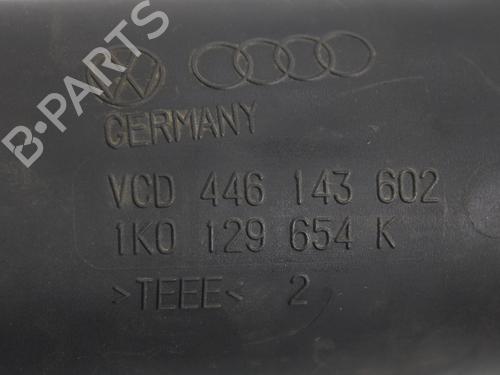 B-PARTS
GERMANY
VCD 446 143 602
1K0 129 654 K
>TEEE< 2